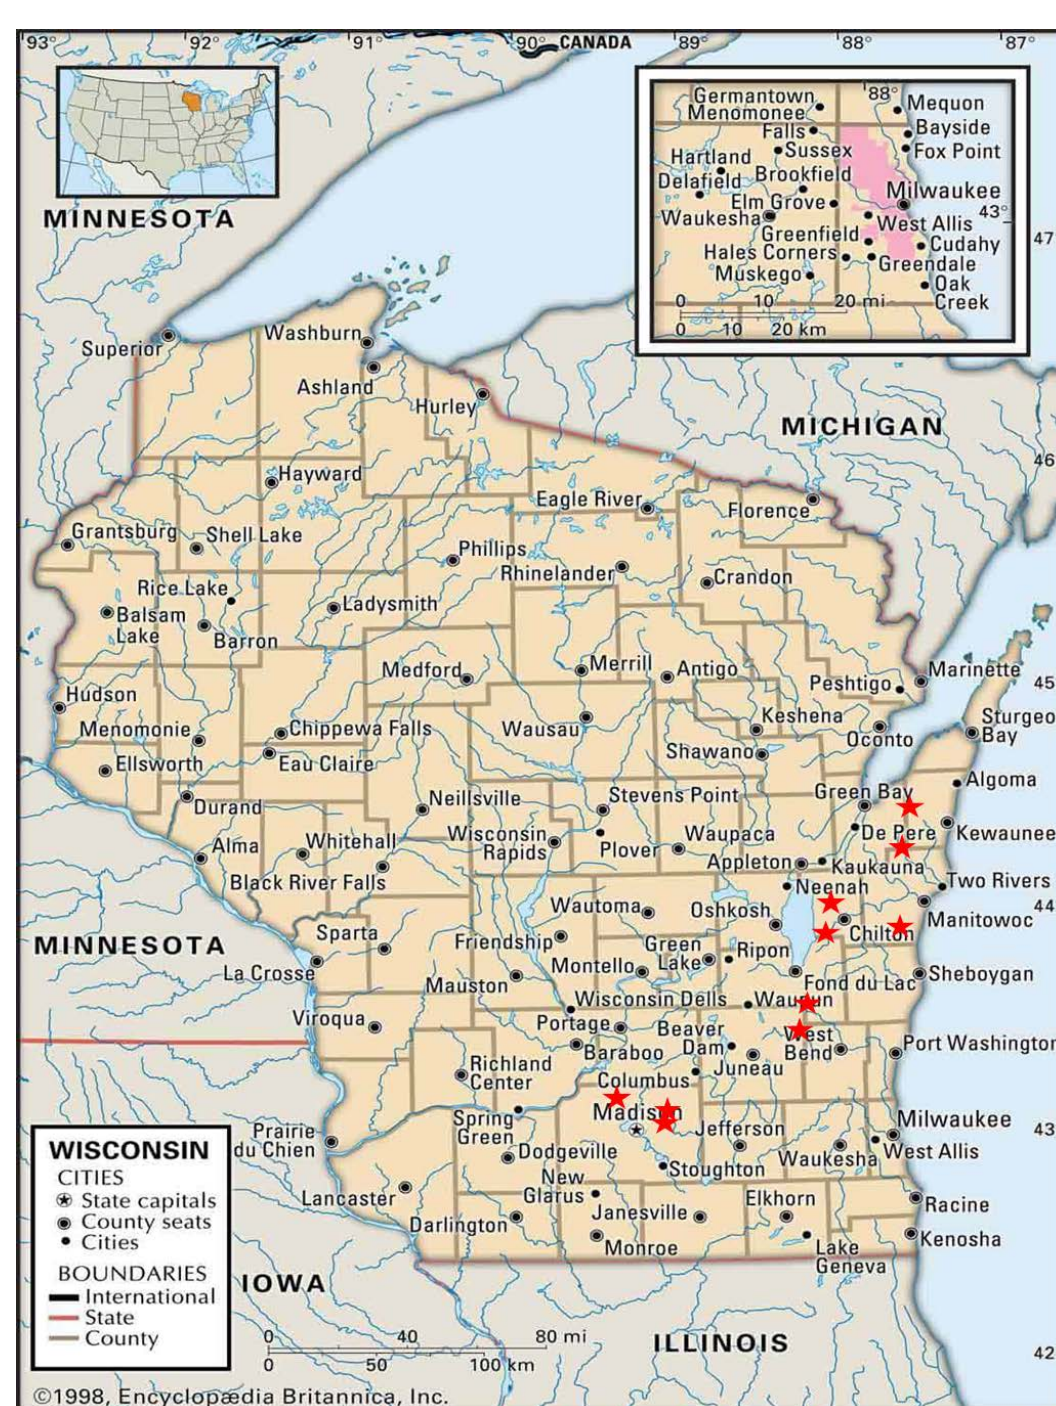 93°
92°
91°
90°
CANADA
89°
88°
87°
MINNESOTA
88°
Germantown
Mequon
Menomonee
Falls
Bayside
Sussex
Fox Point
Hartland
Brookfield
Delafield
Milwaukee
Elm Grove
43°
Waukesha
West Allis
Greenfield
Cudahy
Hales Corners
Greendale
Muskego
Oak
Creek
0 10 20 mi
0 10 20 km
47
Superior
Washburn
Ashland
Hurley
MICHIGAN
46
Hayward
Eagle River
Florence
Grantsburg
Shell Lake
Phillips
Rhinelander
Crandon
Rice Lake
Ladysmith
Balsam
Lake
Barron
Medford
Merrill
Antigo
Marinette
Peshtigo
45
Hudson
Menomonie
Chippewa Falls
Wausau
Keshena
Sturgeo
Bay
Oconto
Shawano
Ellsworth
Eau Claire
Algoma
Durand
Neillsville
Stevens Point
Green Bay
Alma
Whitehall
Wisconsin
Rapids
Plover
Waupaca
De Pere
Kewaunee
Appleton
Kaukauna
Black River Falls
Neenah
Two Rivers
44
Wautoma
Oshkosh
Manitowoc
MINNESOTA
Sparta
Friendship
Green
Lake
Ripon
Chilton
La Crosse
Mauston
Montello
Fond du Lac
Sheboygan
Wisconsin Dells
Waupun
Viroqua
Portage
Beaver
Dam
West
Bend
Port Washington
Baraboo
Juneau
Richland
Center
Columbus
Spring
Green
Madison
Jefferson
Milwaukee
43
Prairie
du Chien
Dodgeville
Stoughton
Waukesha
West Allis
Lancaster
New
Glarus
Janesville
Elkhorn
Racine
Darlington
Monroe
Lake
Geneva
Kenosha
WISCONSIN
CITIES
State capitals
County seats
Cities
BOUNDARIES
International
State
County
IOWA
ILLINOIS
0 40 80 mi
0 50 100 km
42
©1998, Encyclopædia Britannica, Inc.